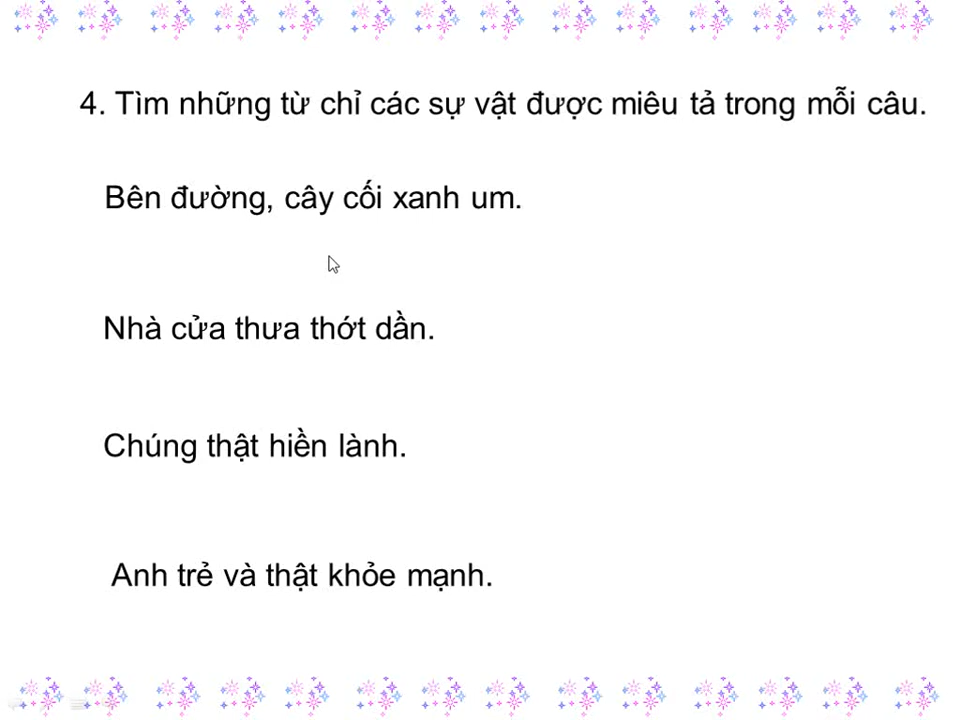 4. Tìm những từ chỉ các sự vật được miêu tả trong mỗi câu.
Bên đường, cây cối xanh um.
Nhà cửa thưa thớt dần.
Chúng thật hiền lành.
Anh trẻ và thật khỏe mạnh.